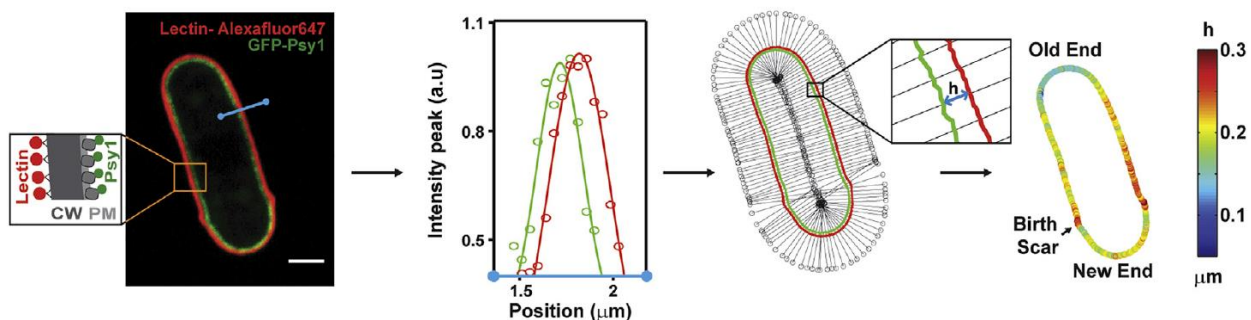 Lectin- Alexafluor647
GFP-Psy1
Lectin
Psy1
CW PM
Intensity peak (a.u)
1.1
0.8
0.5
1.5
2
Position (μm)
h
Old End
Birth
Scar
New End
h
0.3
0.2
0.1
μm